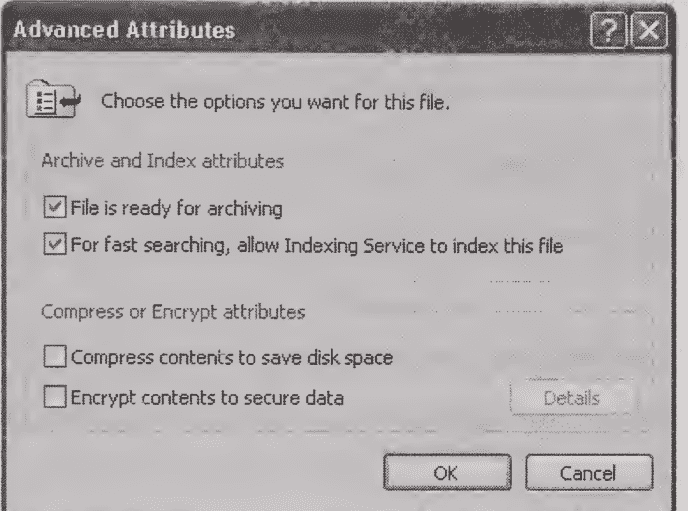 Advanced Attributes
Choose the options you want for this file.
Archive and Index attributes
File is ready for archiving
For fast searching, allow Indexing Service to index this file
Compress or Encrypt attributes
Compress contents to save disk space
Encrypt contents to secure data
Details
OK
Cancel